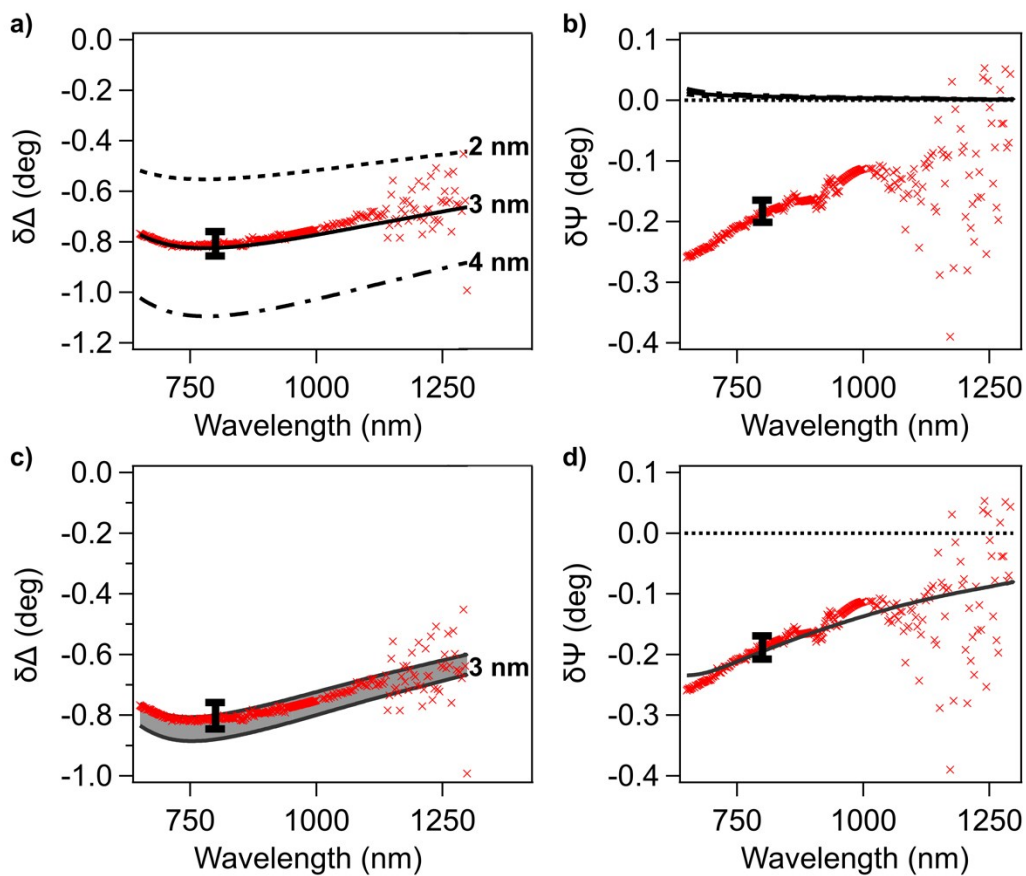 a)
0.0
-0.2
-0.4
-0.6
-0.8
-1.0
-1.2
δΔ (deg)
2 nm
3 nm
4 nm
750 1000 1250
Wavelength (nm)
b)
0.1
0.0
-0.1
-0.2
-0.3
-0.4
δΨ (deg)
750 1000 1250
Wavelength (nm)
c)
0.0
-0.2
-0.4
-0.6
-0.8
-1.0
δΔ (deg)
3 nm
750 1000 1250
Wavelength (nm)
d)
0.1
0.0
-0.1
-0.2
-0.3
-0.4
δΨ (deg)
750 1000 1250
Wavelength (nm)